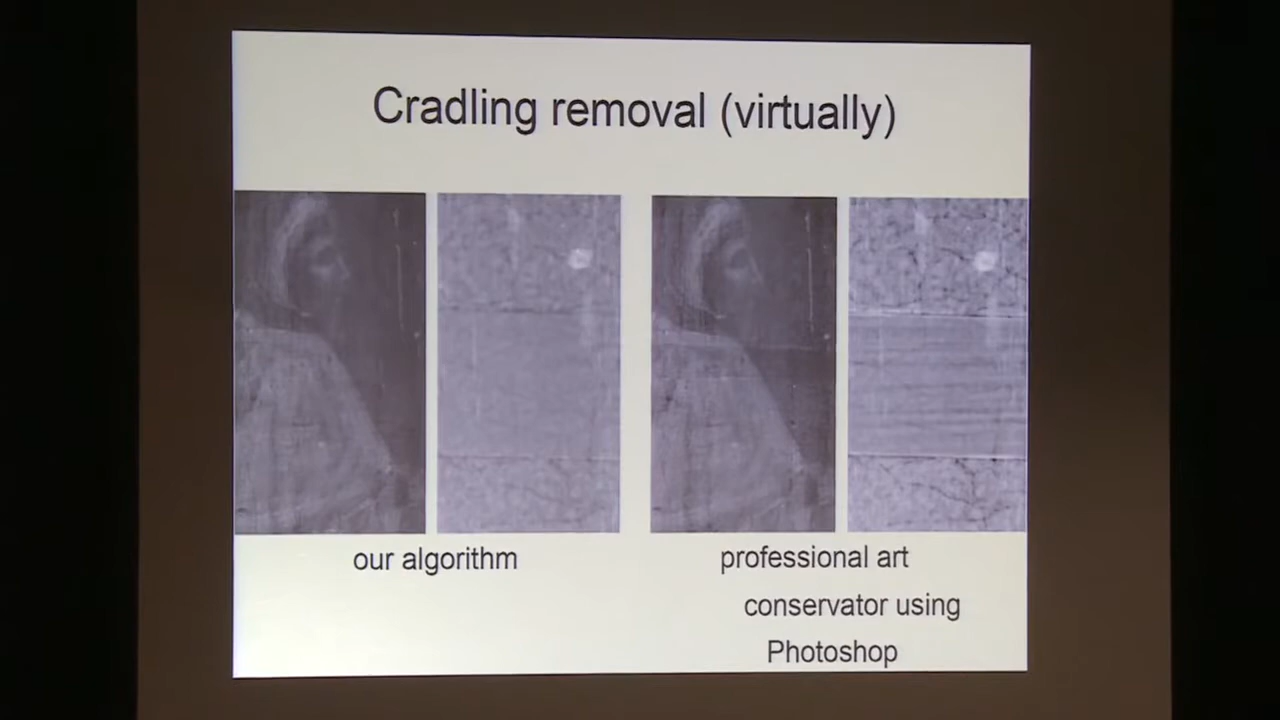 Cradling removal (virtually)
our algorithm
professional art
conservator using
Photoshop